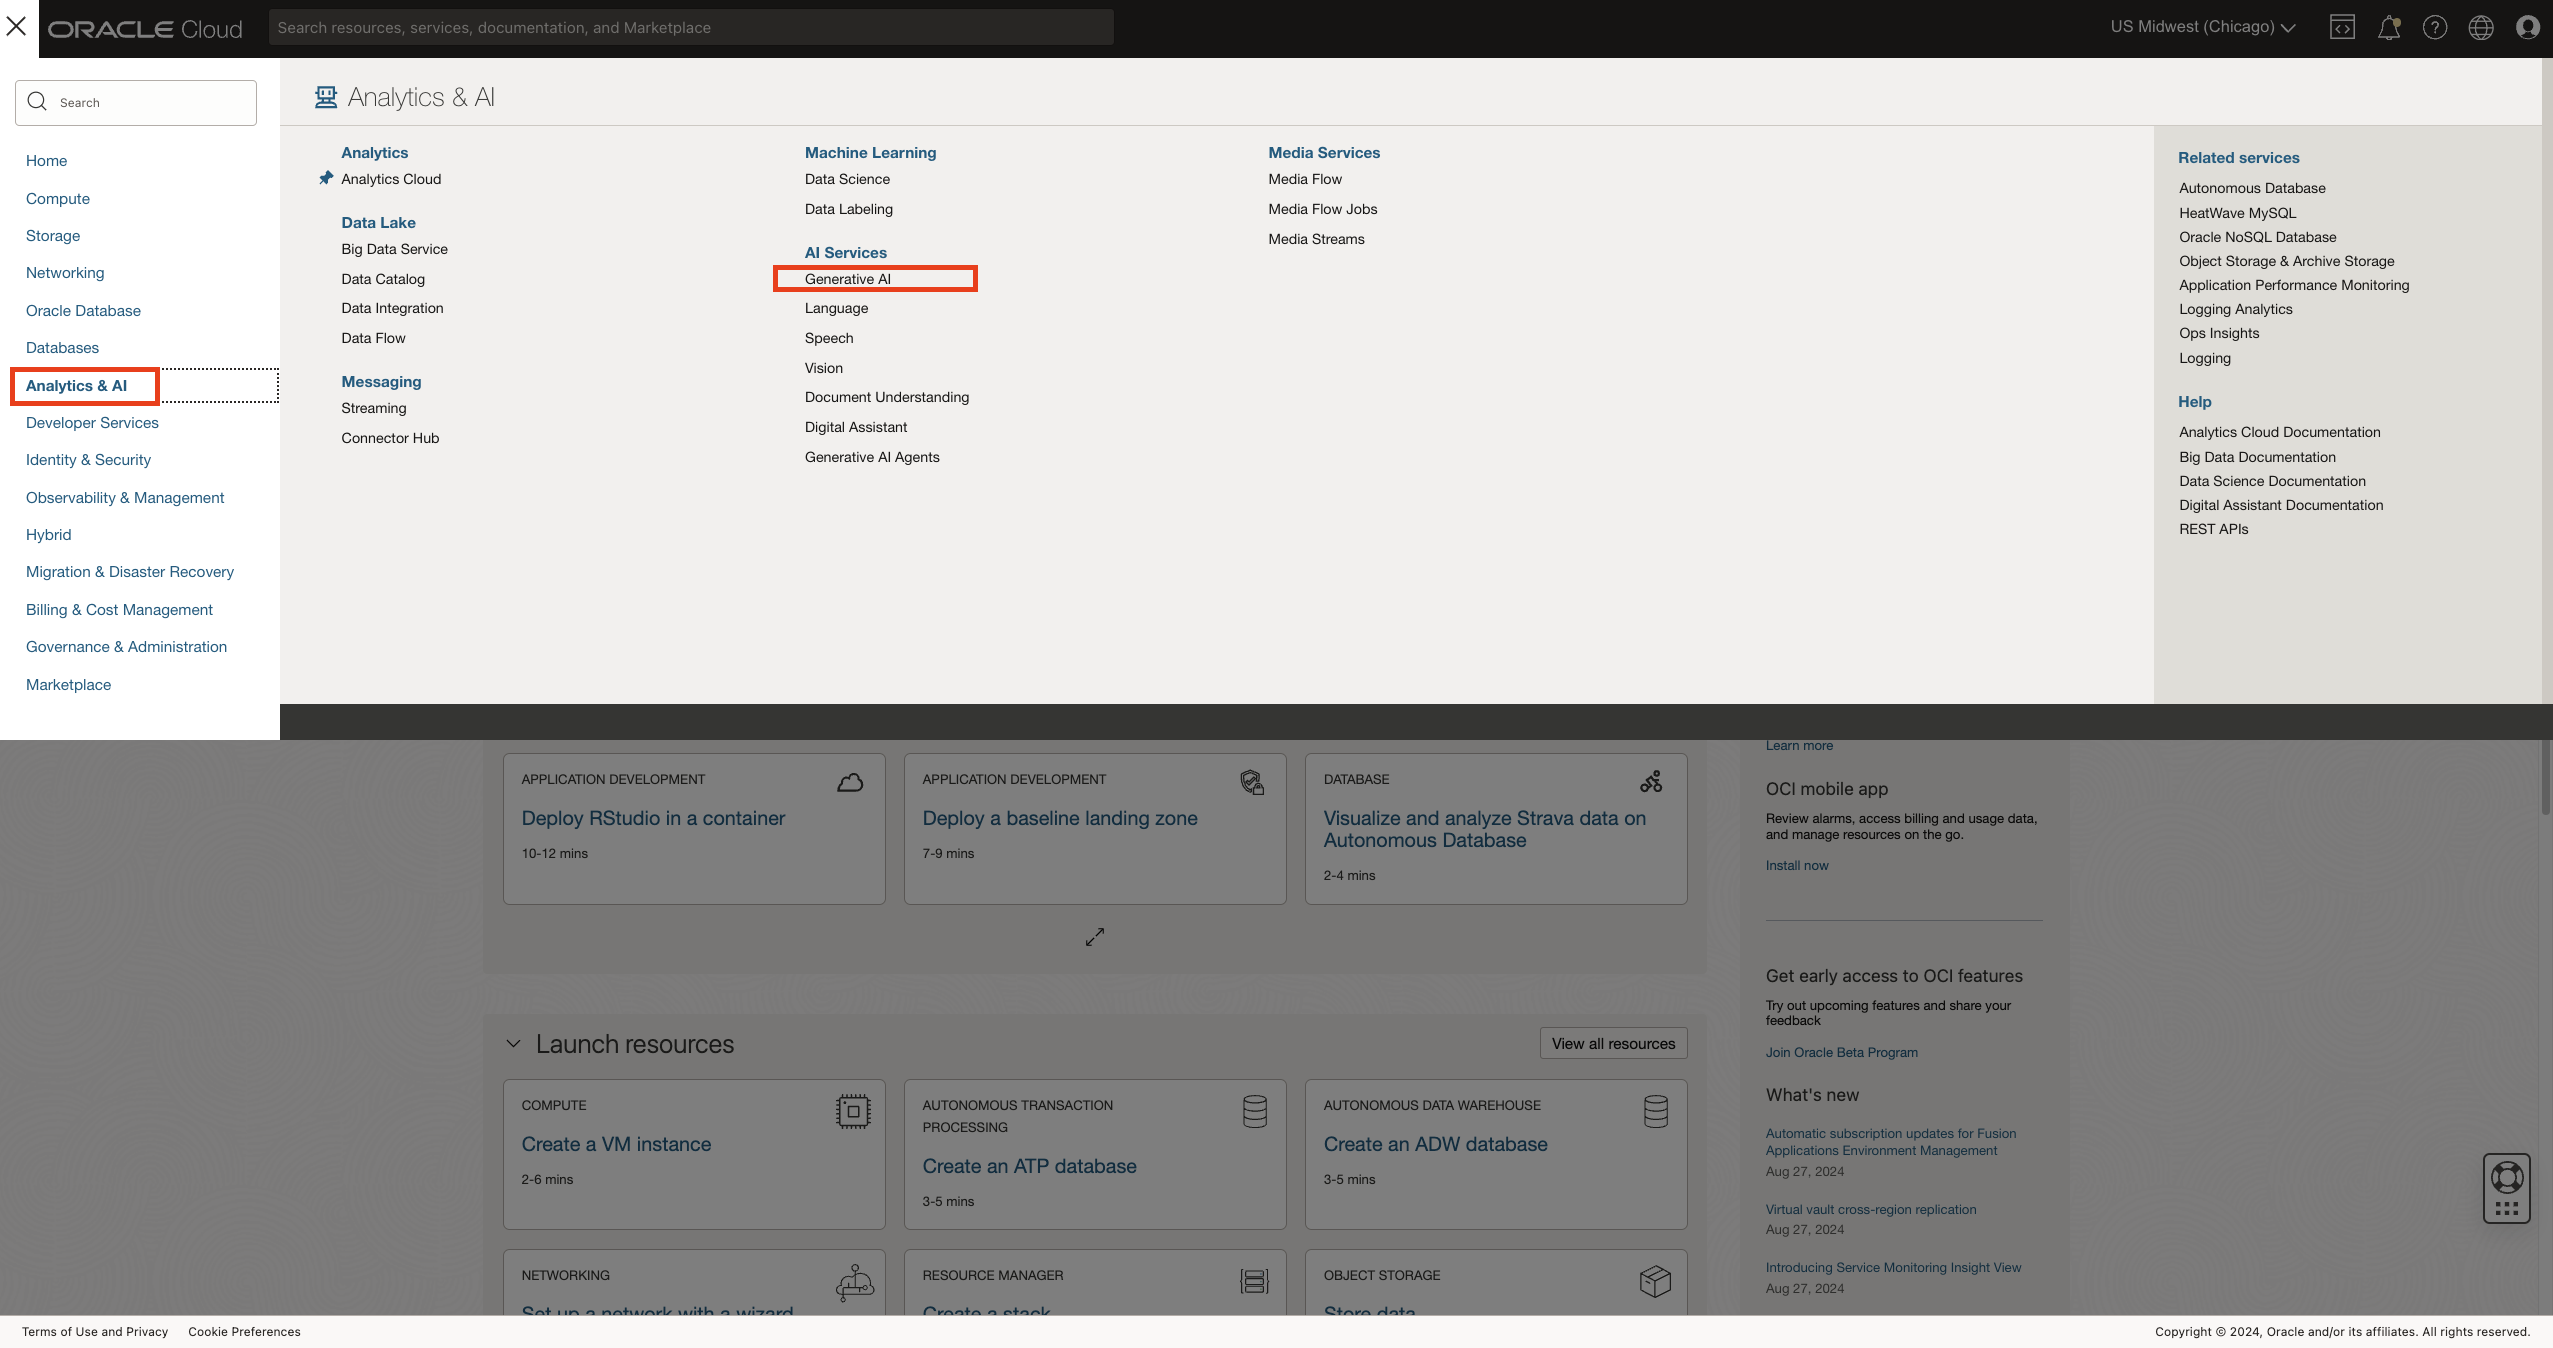 ORACLE Cloud
Search resources, services, documentation, and Marketplace
US Midwest (Chicago)
Search
Home
Compute
Storage
Networking
Oracle Database
Databases
Analytics & AI
Developer Services
Identity & Security
Observability & Management
Hybrid
Migration & Disaster Recovery
Billing & Cost Management
Governance & Administration
Marketplace
Analytics & AI
Analytics
Analytics Cloud
Data Lake
Big Data Service
Data Catalog
Data Integration
Data Flow
Messaging
Streaming
Connector Hub
Machine Learning
Data Science
Data Labeling
AI Services
Generative AI
Language
Speech
Vision
Document Understanding
Digital Assistant
Generative AI Agents
Media Services
Media Flow
Media Flow Jobs
Media Streams
Related services
Autonomous Database
HeatWave MySQL
Oracle NoSQL Database
Object Storage & Archive Storage
Application Performance Monitoring
Logging Analytics
Ops Insights
Logging
Help
Analytics Cloud Documentation
Big Data Documentation
Data Science Documentation
Digital Assistant Documentation
REST APIs
APPLICATION DEVELOPMENT
Deploy RStudio in a container
10-12 mins
APPLICATION DEVELOPMENT
Deploy a baseline landing zone
7-9 mins
DATABASE
Visualize and analyze Strava data on
Autonomous Database
2-4 mins
Launch resources
View all resources
COMPUTE
Create a VM instance
2-6 mins
AUTONOMOUS TRANSACTION
PROCESSING
Create an ATP database
3-5 mins
AUTONOMOUS DATA WAREHOUSE
Create an ADW database
3-5 mins
NETWORKING
Set up a network with a wizard
RESOURCE MANAGER
Create a stack
OBJECT STORAGE
Store data
Learn more
OCI mobile app
Review alarms, access billing and usage data,
and manage resources on the go.
Install now
Get early access to OCI features
Try out upcoming features and share your
feedback
Join Oracle Beta Program
What's new
Automatic subscription updates for Fusion
Applications Environment Management
Aug 27, 2024
Virtual vault cross-region replication
Aug 27, 2024
Introducing Service Monitoring Insight View
Aug 27, 2024
Terms of Use and Privacy
Cookie Preferences
Copyright © 2024, Oracle and/or its affiliates. All rights reserved.